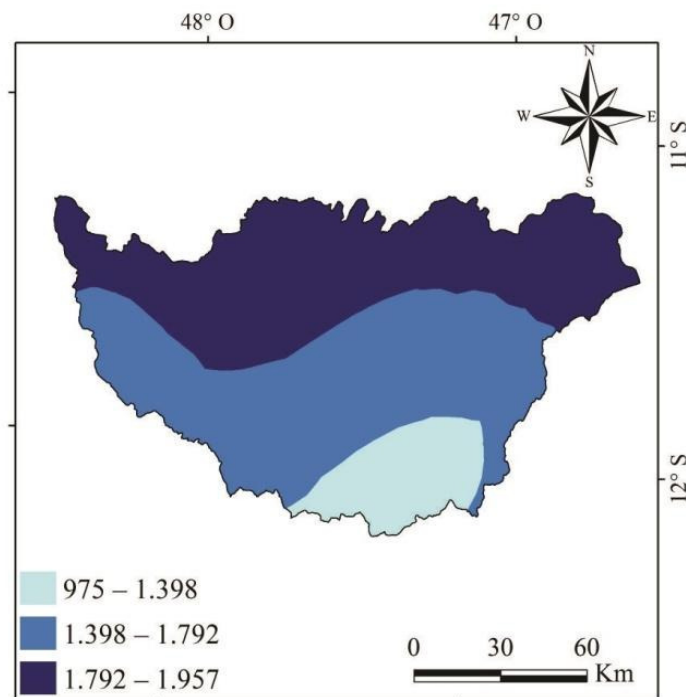 48° O 47° O
N
W E
S
11° S
12° S
975 – 1.398
1.398 – 1.792
1.792 – 1.957
0 30 60
Km